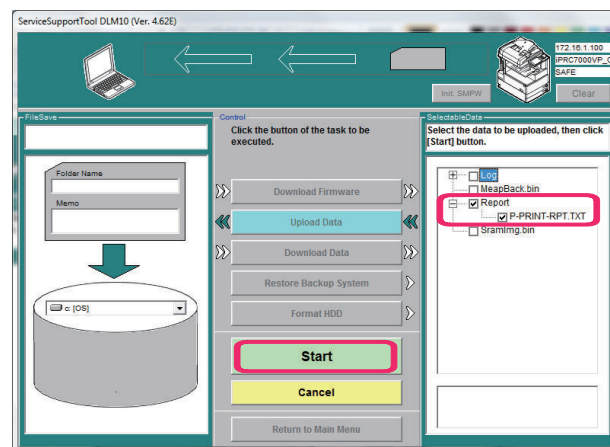 ServiceSupportTool DLM10 (Ver. 4.62E)
172.16.1.100
iPRC7000VP_
SAFE
Init. SMPW
Clear
FileSave
Folder Name
Memo
c: [OS]
Control
Click the button of the task to be
executed.
Download Firmware
Upload Data
Download Data
Restore Backup System
Format HDD
Start
Cancel
Return to Main Menu
SelectableData
Select the data to be uploaded, then click
[Start] button.
Log
MeapBack.bin
Report
P-PRINT-RPT.TXT
SramImg.bin